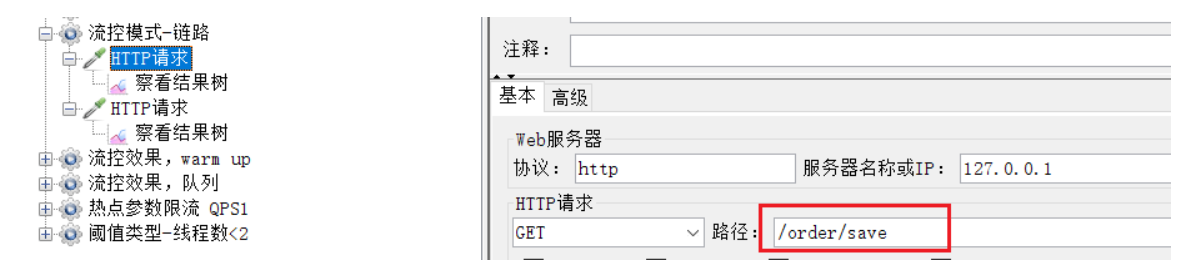 流控模式-链路
HTTP请求
察看结果树
HTTP请求
察看结果树
流控效果，warm up
流控效果，队列
热点参数限流 QPS1
阈值类型-线程数<2
注释：
基本 高级
Web服务器
协议： http 服务器名称或IP： 127.0.0.1
HTTP请求
GET 路径： /order/save